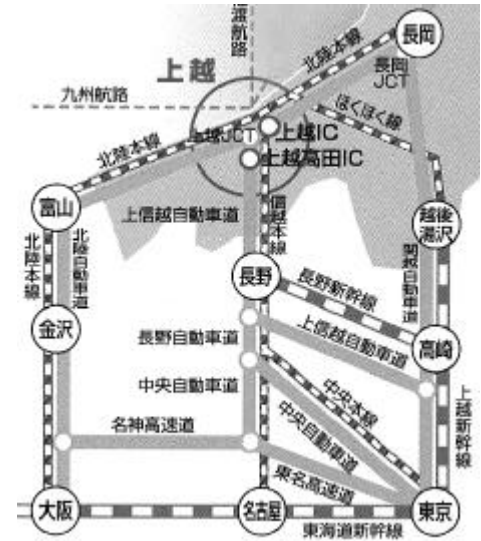 渡航路
北陸本線
長岡
上越
長岡
JCT
九州航路
ほくほく線
上越JCT
上越IC
北陸本線
上越高田IC
富山
上信越自動車道
信越本線
越後
湯沢
北陸本線
北陸自動車道
関越自動車道
長野
長野新幹線
金沢
長野自動車道
上信越自動車道
高崎
中央自動車道
中央本線
上越新幹線
名神高速道
中央自動車道
東名高速道
大阪
名古屋
東京
東海道新幹線